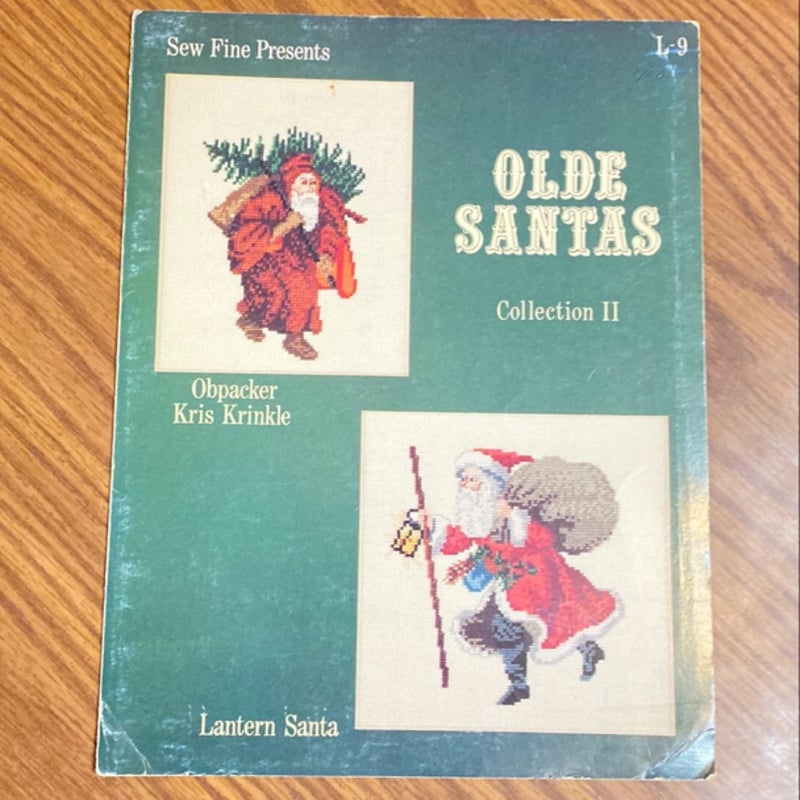 Sew Fine Presents
L-9
OLDE
SANTAS
Collection II
Obpacker
Kris Krinkle
Lantern Santa